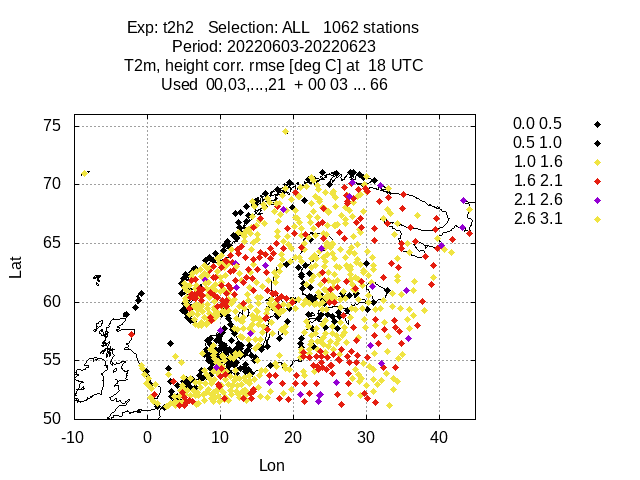 Exp: t2h2 Selection: ALL 1062 stations
Period: 20220603-20220623
T2m, height corr. rmse [deg C] at 18 UTC
Used 00,03,...,21 + 00 03 ... 66
75
70
65
60
55
50
-10 0 10 20 30 40
Lat
Lon
0.0 0.5
0.5 1.0
1.0 1.6
1.6 2.1
2.1 2.6
2.6 3.1